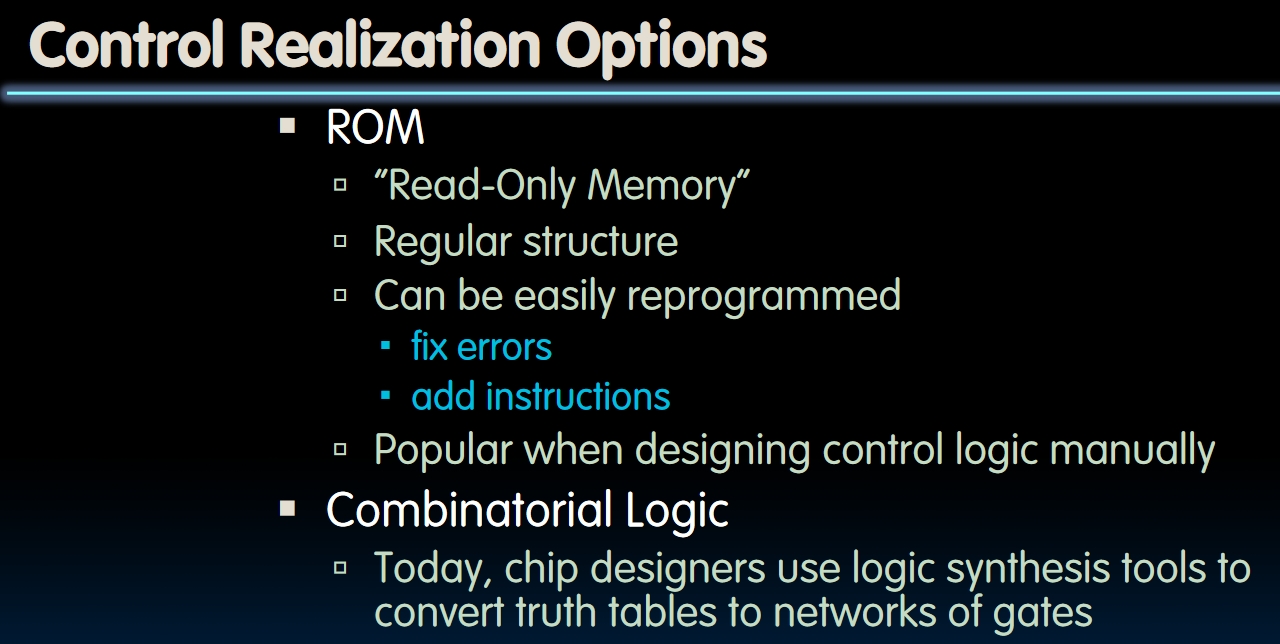 Control Realization Options
ROM
“Read-Only Memory”
Regular structure
Can be easily reprogrammed
fix errors
add instructions
Popular when designing control logic manually
Combinatorial Logic
Today, chip designers use logic synthesis tools to
convert truth tables to networks of gates